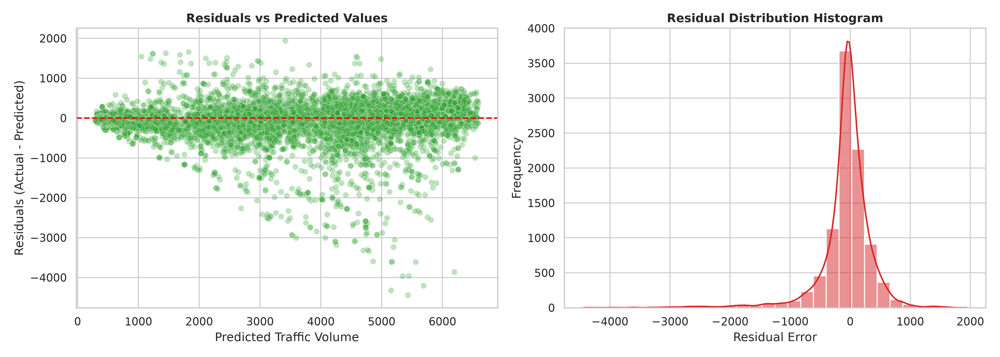 Residuals vs Predicted Values
2000
1000
0
−1000
−2000
−3000
−4000
Residuals (Actual - Predicted)
0 1000 2000 3000 4000 5000 6000
Predicted Traffic Volume
Residual Distribution Histogram
4000
3500
3000
2500
2000
1500
1000
500
0
Frequency
−4000 −3000 −2000 −1000 0 1000 2000
Residual Error